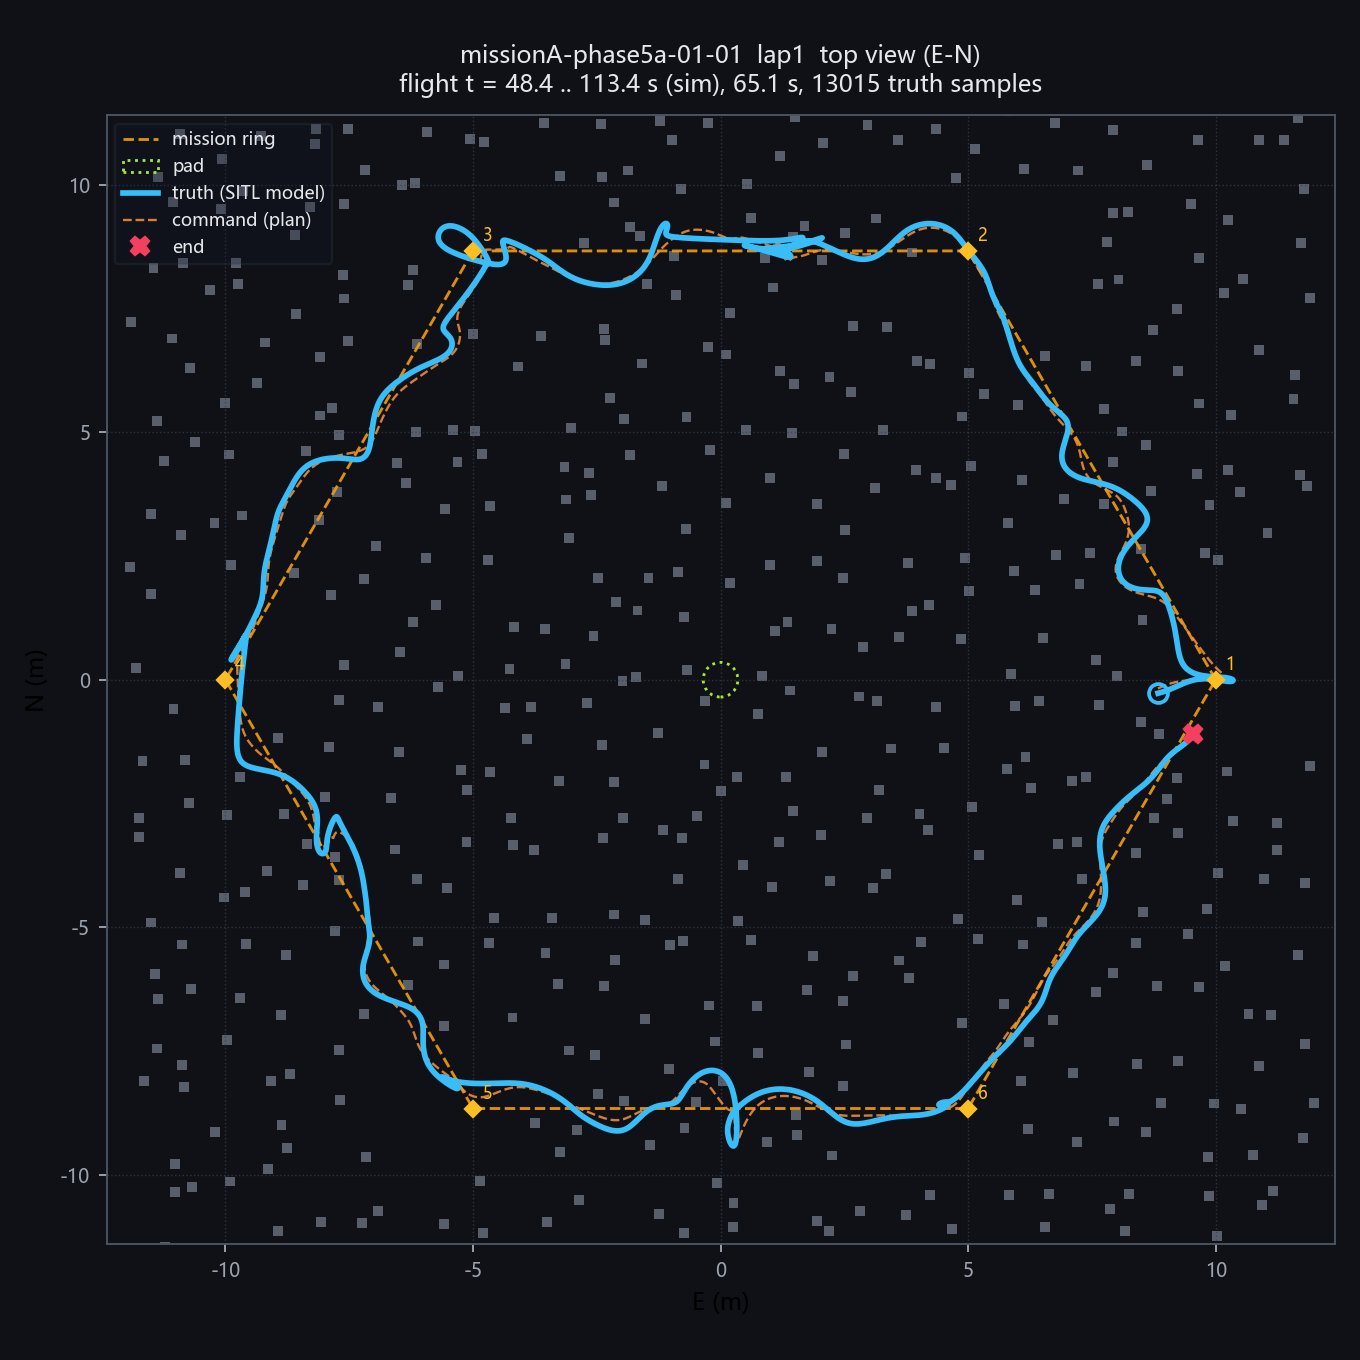 missionA-phase5a-01-01 lap1 top view (E-N)
flight t = 48.4 .. 113.4 s (sim), 65.1 s, 13015 truth samples
mission ring
pad
truth (SITL model)
command (plan)
end
10
5
0
-5
-10
N (m)
3
2
4
1
5
6
-10
-5
0
5
10
E (m)